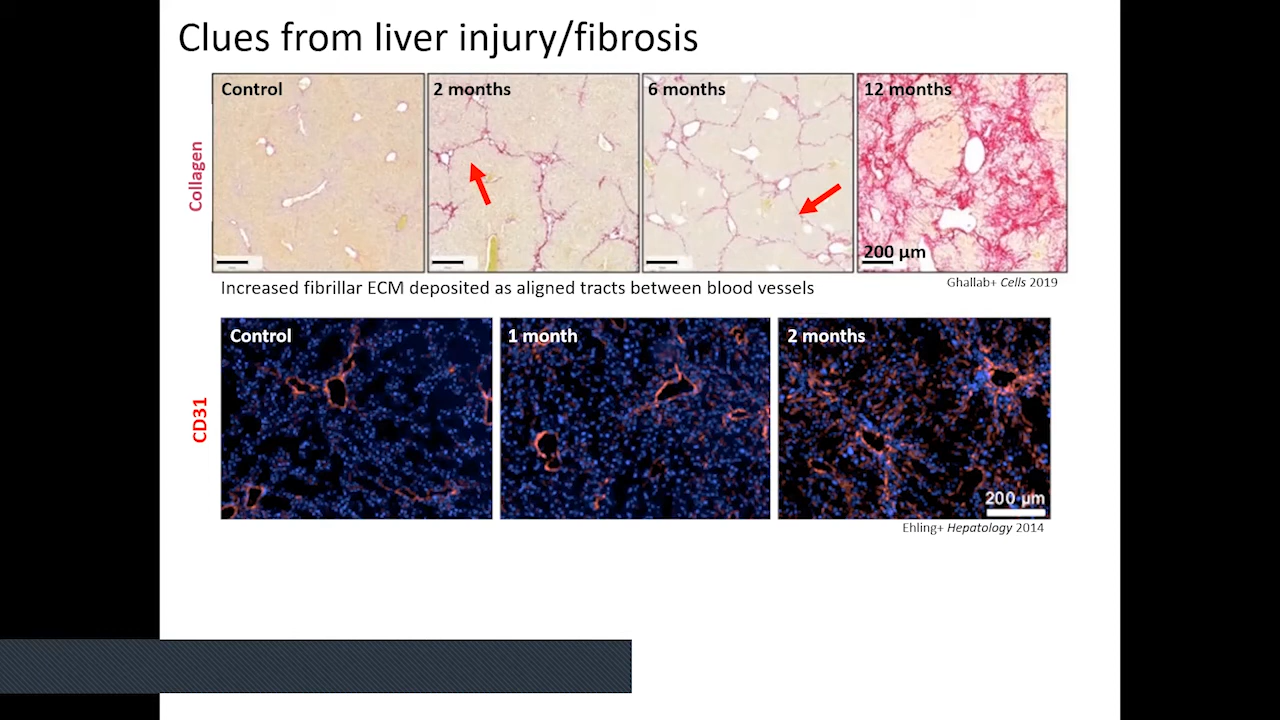 Clues from liver injury/fibrosis
Control
2 months
6 months
12 months
Collagen
200 µm
Increased fibrillar ECM deposited as aligned tracts between blood vessels
Ghallab+ Cells 2019
Control
1 month
2 months
CD31
200 µm
Ehling+ Hepatology 2014